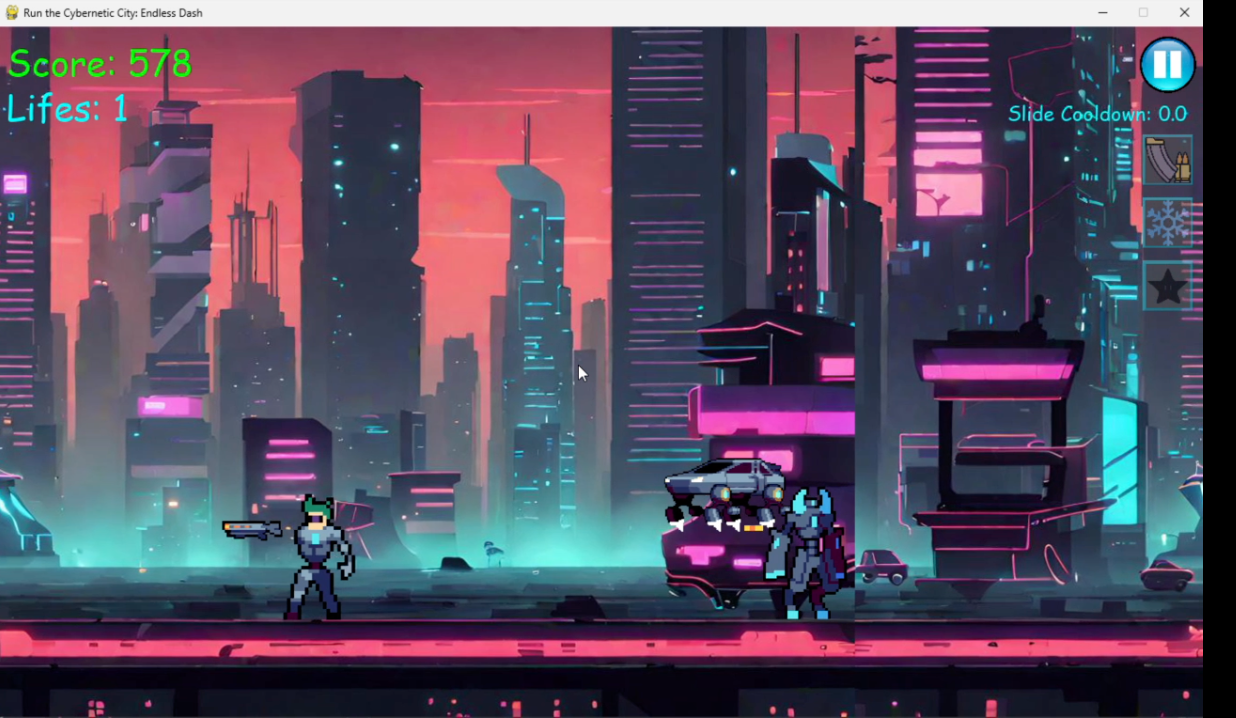 Run the Cybernetic City: Endless Dash
Score: 578
Lifes: 1
Slide Cooldown: 0.0